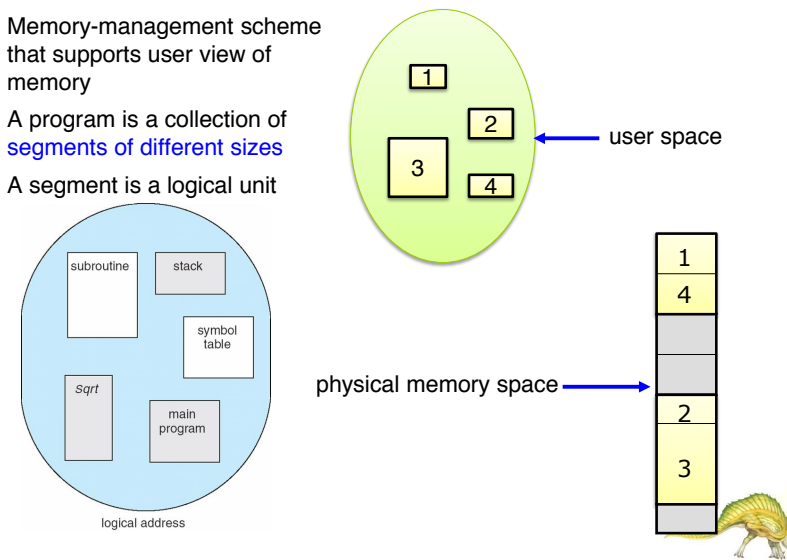 Memory-management scheme
that supports user view of
memory
A program is a collection of
segments of different sizes
A segment is a logical unit
subroutine
stack
symbol
table
Sqrt
main
program
logical address
1
2
3
4
user space
physical memory space
1
4
2
3